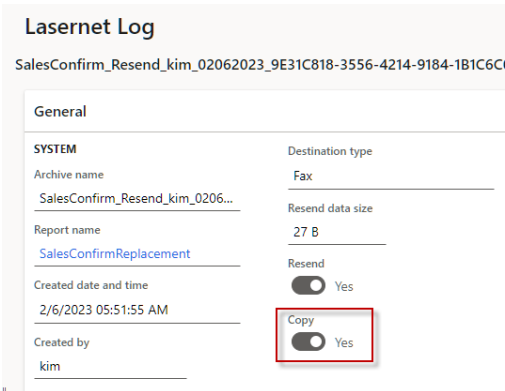 Lasernet Log
SalesConfirm_Resend_kim_02062023_9E31C818-3556-4214-9184-1B1C6C
General
SYSTEM
Archive name
SalesConfirm_Resend_kim_0206...
Report name
SalesConfirmReplacement
Created date and time
2/6/2023 05:51:55 AM
Created by
kim
Destination type
Fax
Resend data size
27 B
Resend
Yes
Copy
Yes